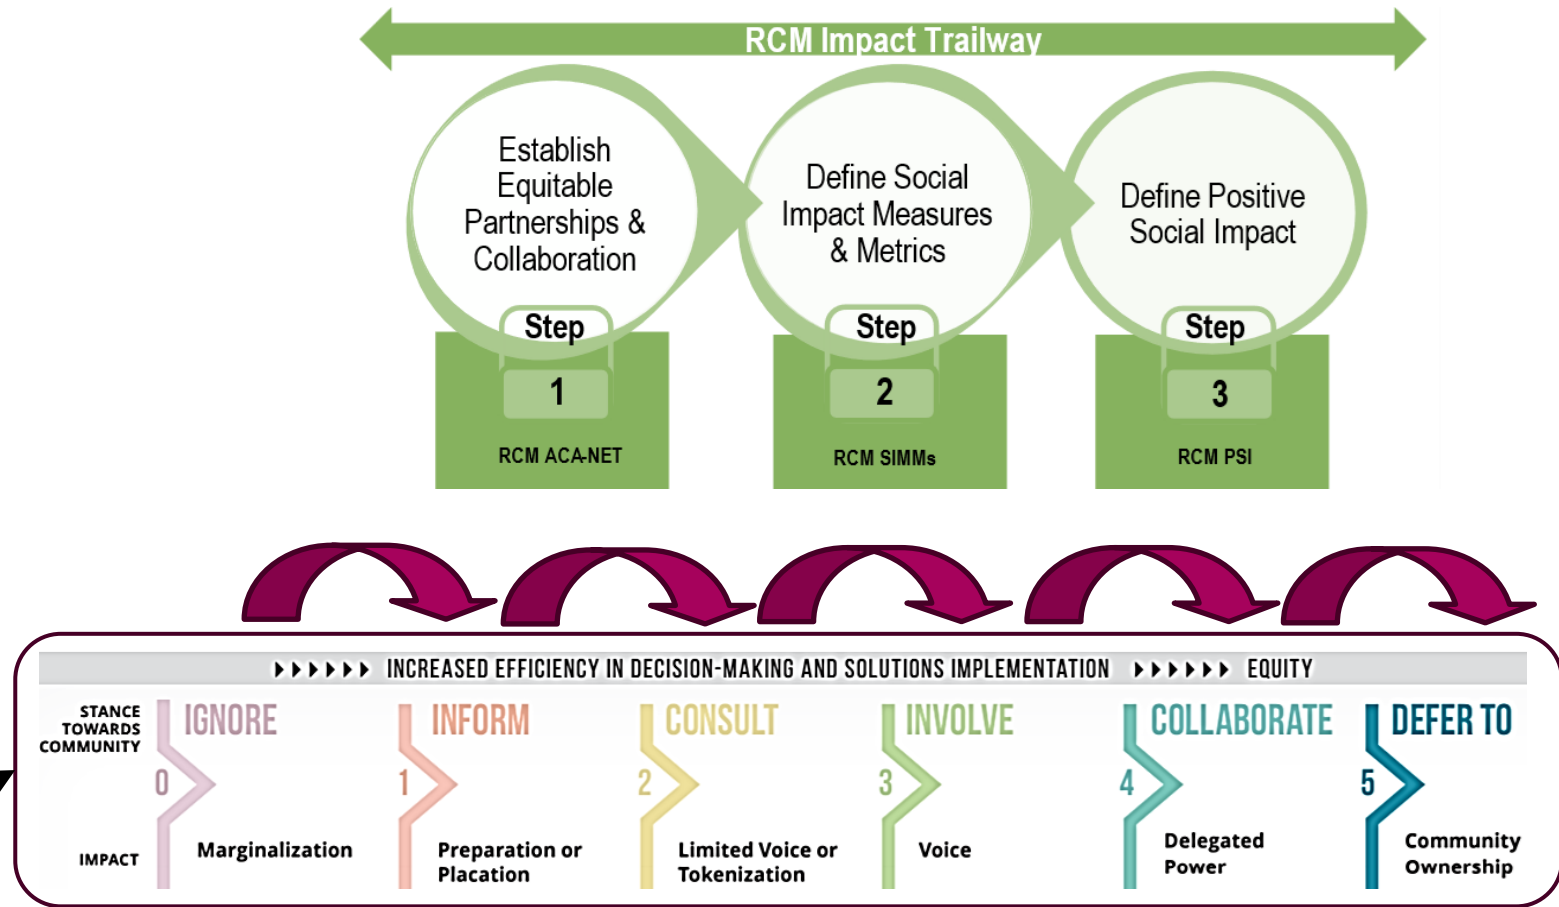 RCM Impact Trailway
Establish
Equitable
Partnerships &
Collaboration
Step
1
RCM ACA-NET
Define Social
Impact Measures
& Metrics
Step
2
RCM SIMMs
Define Positive
Social Impact
Step
3
RCM PSI
INCREASED EFFICIENCY IN DECISION-MAKING AND SOLUTIONS IMPLEMENTATION EQUITY
STANCE
TOWARDS
COMMUNITY
IGNORE
INFORM
CONSULT
INVOLVE
COLLABORATE
DEFER TO
0
1
2
3
4
5
IMPACT
Marginalization
Preparation or
Placation
Limited Voice or
Tokenization
Voice
Delegated
Power
Community
Ownership